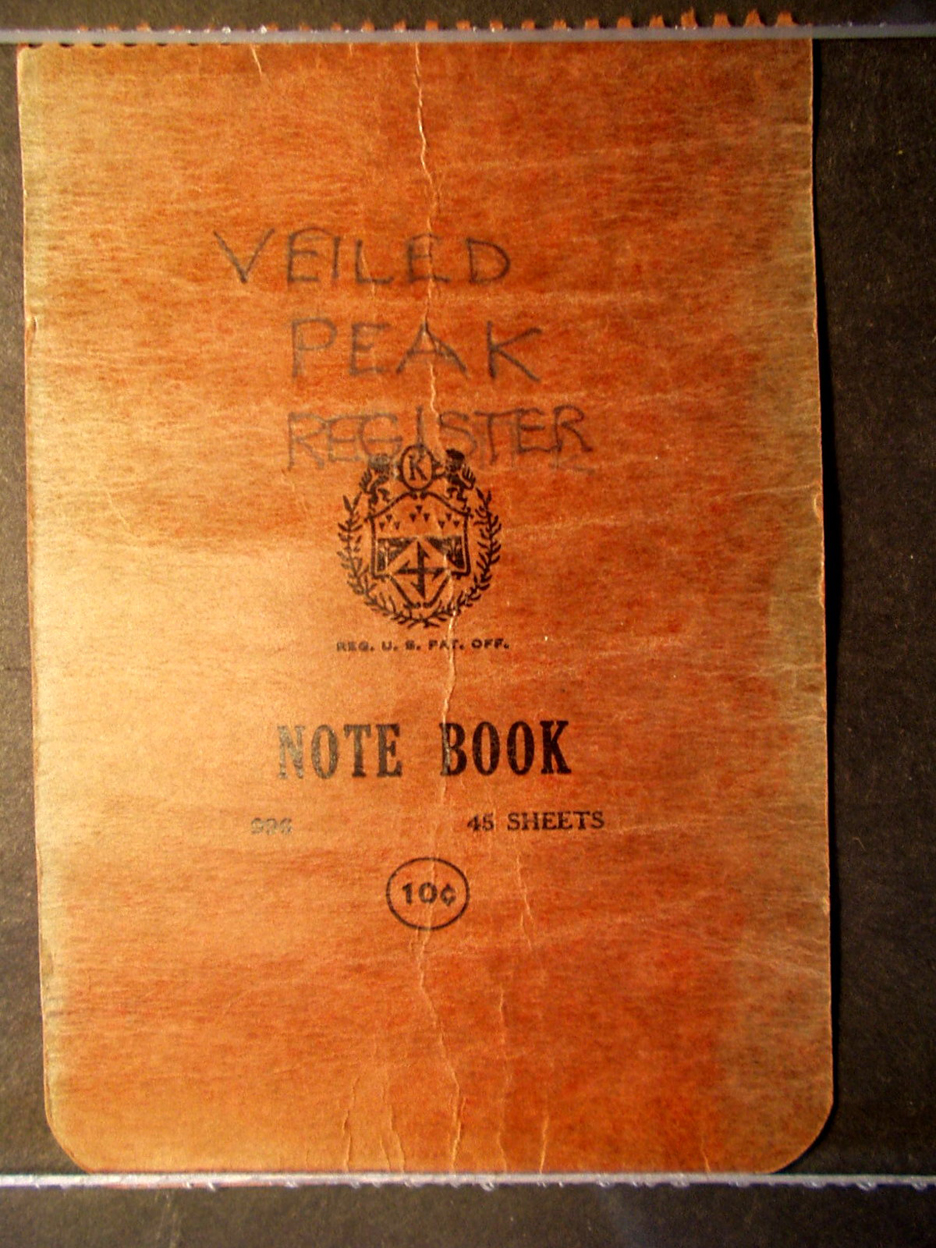 VEILED
PEAK
REGISTER
K
REG. U. S. PAT. OFF.
NOTE BOOK
45 SHEETS
10¢